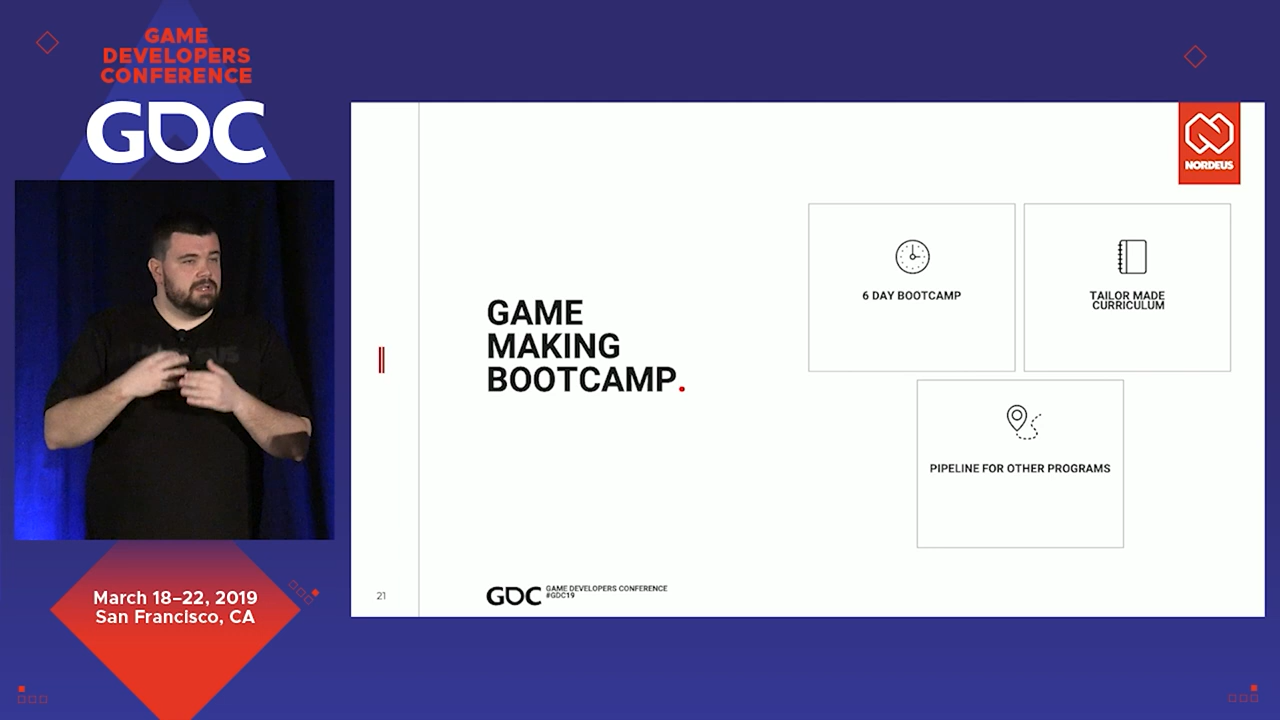 GAME
DEVELOPERS
CONFERENCE
GDC
March 18–22, 2019
San Francisco, CA
NORDEUS
GAME
MAKING
BOOTCAMP.
6 DAY BOOTCAMP
TAILOR MADE
CURRICULUM
PIPELINE FOR OTHER PROGRAMS
21
GDC
GAME DEVELOPERS CONFERENCE
#GDC19